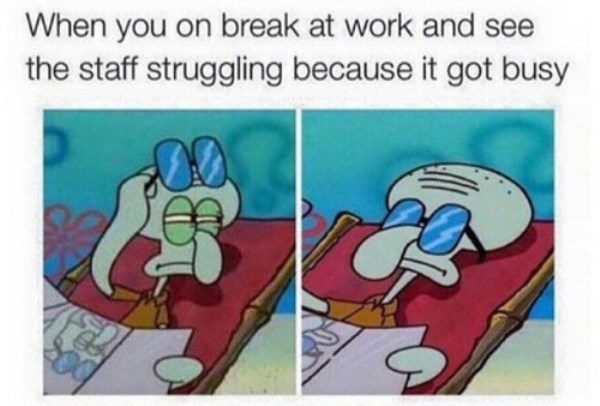 When you on break at work and see
the staff struggling because it got busy